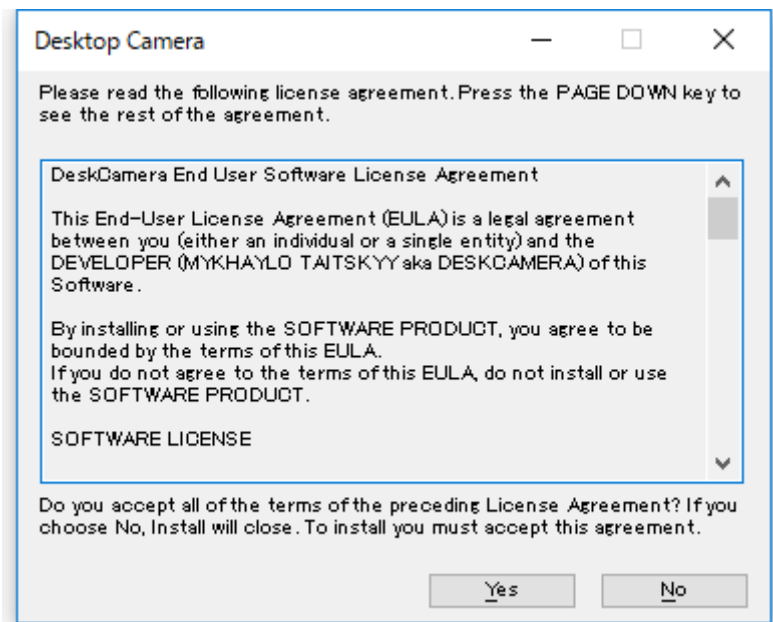 Desktop Camera
Please read the following license agreement. Press the PAGE DOWN key to
see the rest of the agreement.
DeskCamera End User Software License Agreement
This End-User License Agreement (EULA) is a legal agreement
between you (either an individual or a single entity) and the
DEVELOPER (MYKHAYLO TAITSKYY aka DESKCAMERA) of this
Software.
By installing or using the SOFTWARE PRODUCT, you agree to be
bounded by the terms of this EULA.
If you do not agree to the terms of this EULA, do not install or use
the SOFTWARE PRODUCT.
SOFTWARE LICENSE
Do you accept all of the terms of the preceding License Agreement? If you
choose No, Install will close. To install you must accept this agreement.
Yes
No